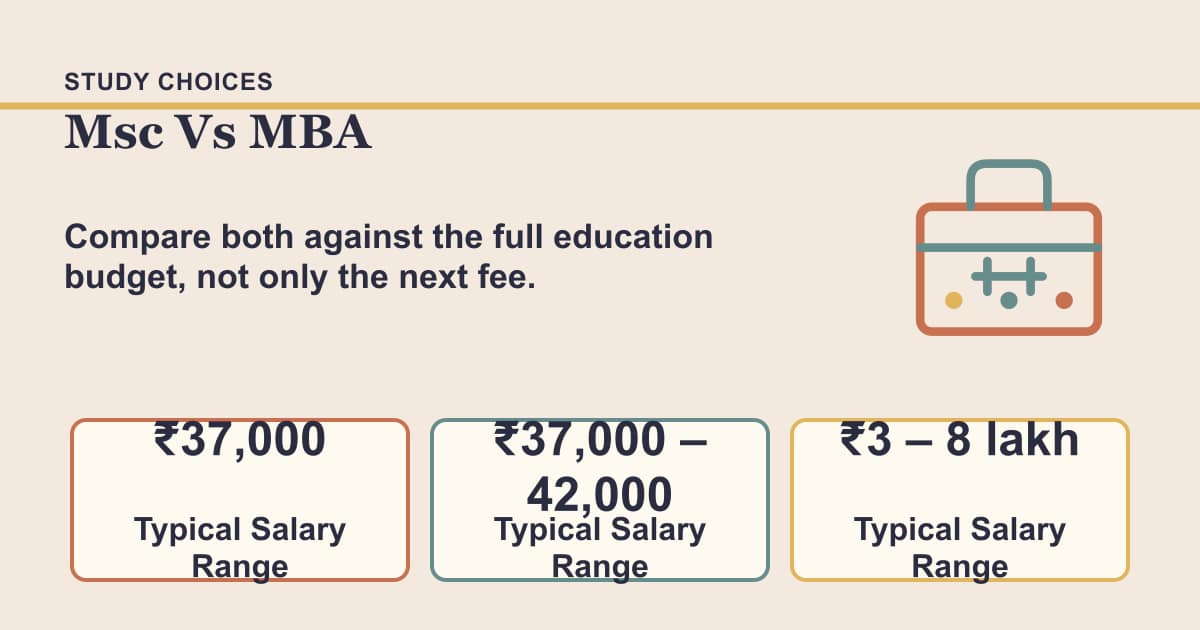 STUDY CHOICES
Msc Vs MBA
Compare both against the full education
budget, not only the next fee.
₹37,000
Typical Salary
Range
₹37,000 –
42,000
Typical Salary
Range
₹3 – 8 lakh
Typical Salary
Range